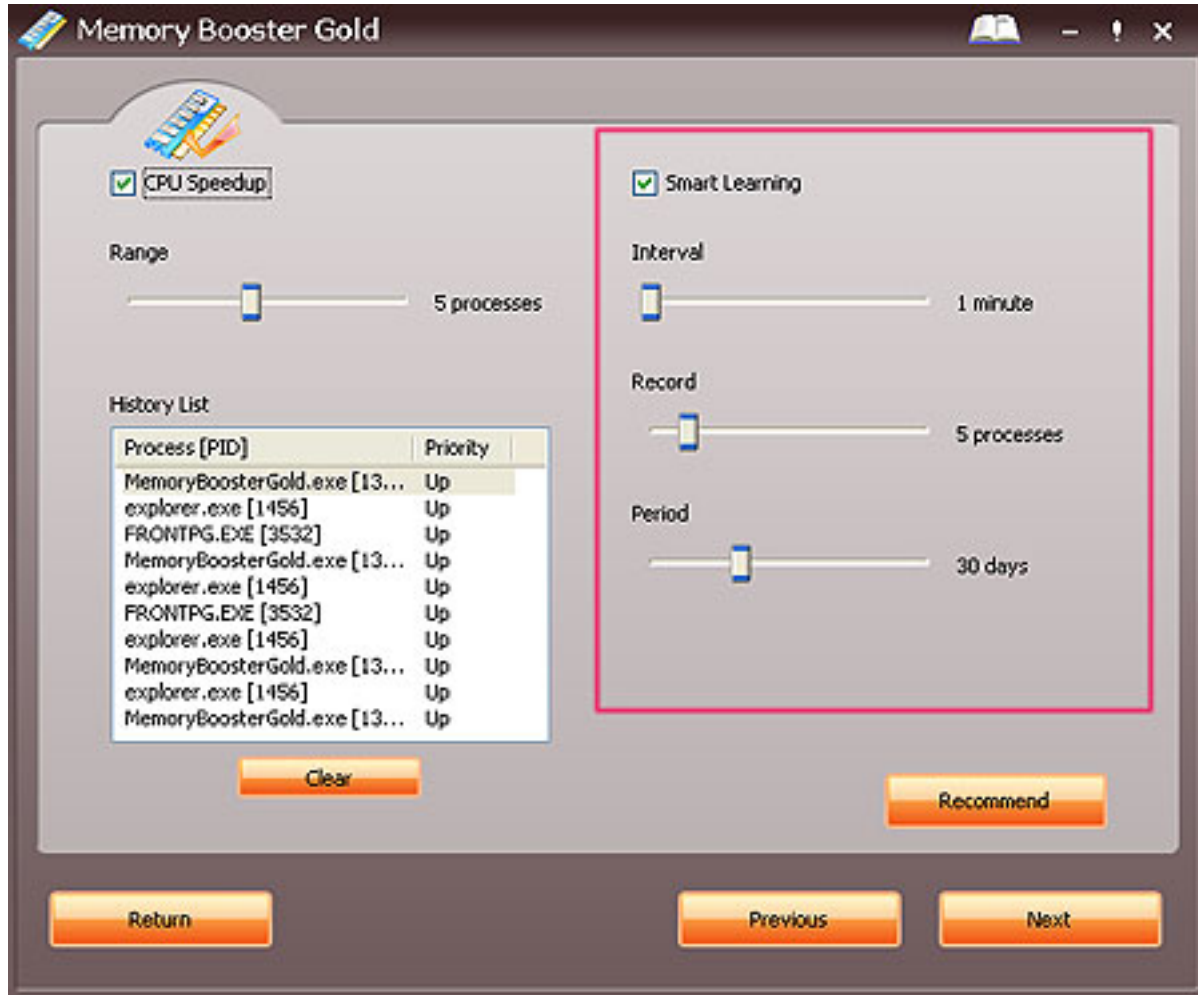 Memory Booster Gold
CPU Speedup
Range
5 processes
History List
Process [PID] Priority
MemoryBoosterGold.exe [13... Up
explorer.exe [1456] Up
FRONTPG.EXE [3532] Up
MemoryBoosterGold.exe [13... Up
explorer.exe [1456] Up
FRONTPG.EXE [3532] Up
explorer.exe [1456] Up
MemoryBoosterGold.exe [13... Up
explorer.exe [1456] Up
MemoryBoosterGold.exe [13... Up
Clear
Smart Learning
Interval
1 minute
Record
5 processes
Period
30 days
Recommend
Return
Previous
Next